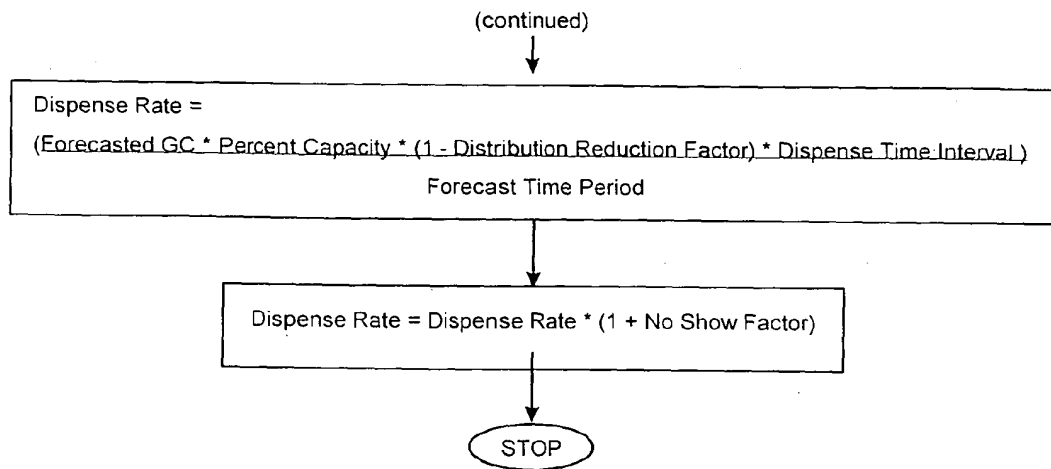 (continued)
Dispense Rate =
(Forecasted GC * Percent Capacity * (1 - Distribution Reduction Factor) * Dispense Time Interval )
Forecast Time Period
Dispense Rate = Dispense Rate * (1 + No Show Factor)
STOP